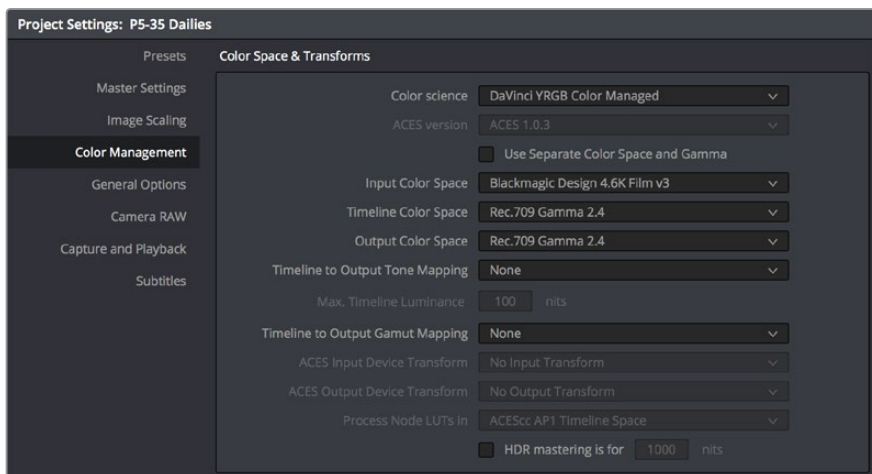 Project Settings: P5-35 Dailies
Presets
Master Settings
Image Scaling
Color Management
General Options
Camera RAW
Capture and Playback
Subtitles
Color Space & Transforms
Color science DaVinci YRGB Color Managed
ACES version ACES 1.0.3
Use Separate Color Space and Gamma
Input Color Space Blackmagic Design 4.6K Film v3
Timeline Color Space Rec.709 Gamma 2.4
Output Color Space Rec.709 Gamma 2.4
Timeline to Output Tone Mapping None
Max. Timeline Luminance 100 nits
Timeline to Output Gamut Mapping None
ACES Input Device Transform No Input Transform
ACES Output Device Transform No Output Transform
Process Node LUTs in ACEScc AP1 Timeline Space
HDR mastering is for 1000 nits